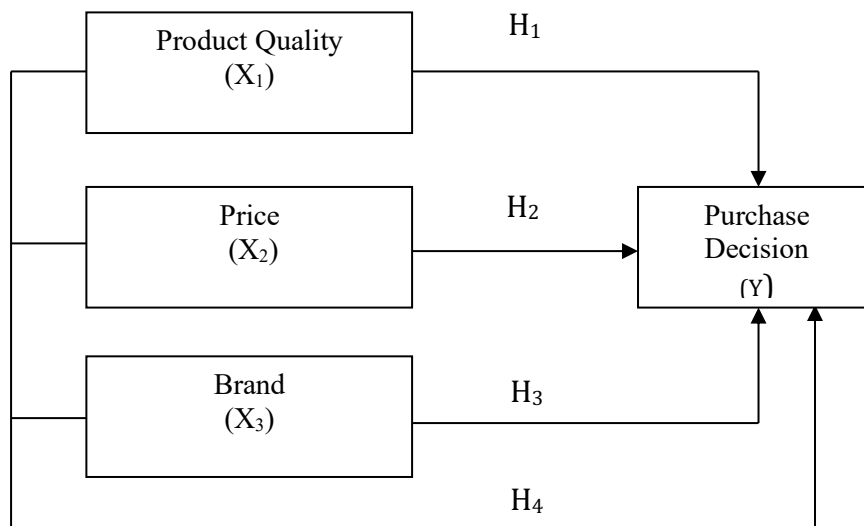 H₁
Product Quality
(X₁)
Price
(X₂)
H₂
Purchase
Decision
(Y)
Brand
(X₃)
H₃
H₄